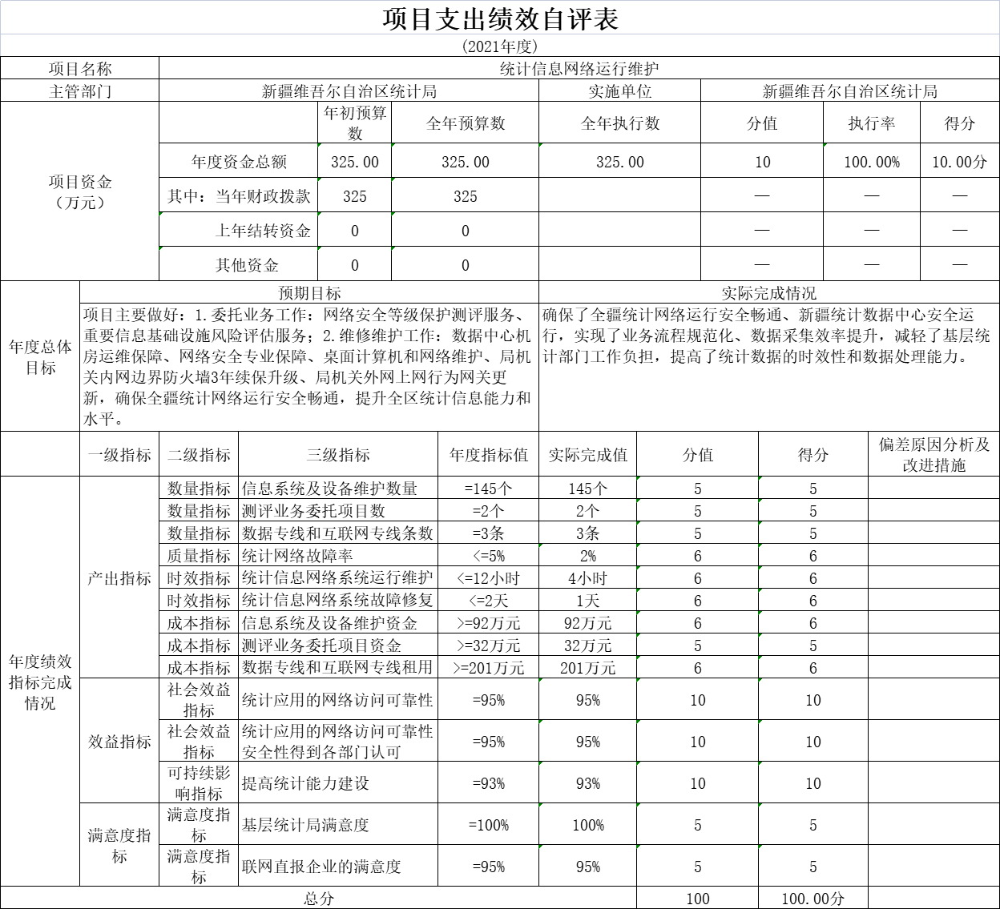 项目支出绩效自评表
(2021年度)
项目名称 统计信息网络运行维护
主管部门 新疆维吾尔自治区统计局 实施单位 新疆维吾尔自治区统计局
项目资金
（万元）
年初预算
数
全年预算数 全年执行数 分值 执行率 得分
年度资金总额 325.00 325.00 325.00 10 100.00% 10.00分
其中：当年财政拨款 325 325 — — —
上年结转资金 0 0 — — —
其他资金 0 0 — — —
年度总体
目标
预期目标 实际完成情况
项目主要做好：1.委托业务工作：网络安全等级保护测评服务、
重要信息基础设施风险评估服务；2.维修维护工作：数据中心机
房运维保障、网络安全专业保障、桌面计算机和网络维护、局机
关内网边界防火墙3年续保升级、局机关外网上网行为网关更
新，确保全疆统计网络运行安全畅通，提升全区统计信息能力和
水平。
确保了全疆统计网络运行安全畅通、新疆统计数据中心安全运
行，实现了业务流程规范化、数据采集效率提升，减轻了基层统
计部门工作负担，提高了统计数据的时效性和数据处理能力。
一级指标 二级指标 三级指标 年度指标值 实际完成值 分值 得分 偏差原因分析及
改进措施
年度绩效
指标完成
情况
产出指标
数量指标 信息系统及设备维护数量 =145个 145个 5 5
数量指标 测评业务委托项目数 =2个 2个 5 5
数量指标 数据专线和互联网专线条数 =3条 3条 5 5
质量指标 统计网络故障率 <=5% 2% 6 6
时效指标 统计信息网络系统运行维护 <=12小时 4小时 6 6
时效指标 统计信息网络系统故障修复 <=2天 1天 6 6
成本指标 信息系统及设备维护资金 >=92万元 92万元 6 6
成本指标 测评业务委托项目资金 >=32万元 32万元 5 5
成本指标 数据专线和互联网专线租用 >=201万元 201万元 6 6
效益指标
社会效益
指标
统计应用的网络访问可靠性 =95% 95% 10 10
社会效益
指标
统计应用的网络访问可靠性
安全性得到各部门认可
=95% 95% 10 10
可持续影
响指标
提高统计能力建设 =93% 93% 10 10
满意度指
标
满意度指
标
基层统计局满意度 =100% 100% 5 5
满意度指
标
联网直报企业的满意度 =95% 95% 5 5
总分 100 100.00分